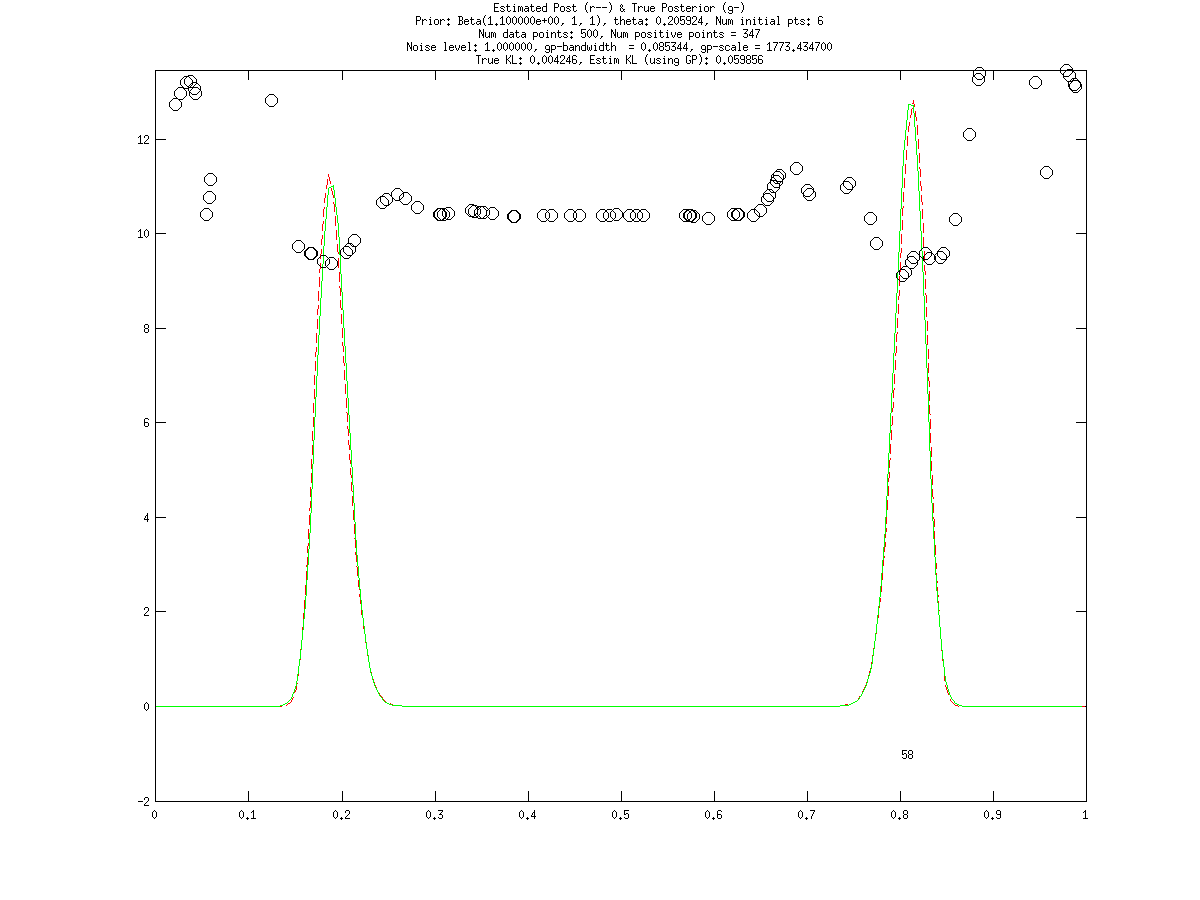 Estimated Post (r--) & True Posterior (g-)
Prior: Beta(1.100000e+00, 1, 1), theta: 0.205924, Num initial pts: 6
Num data points: 500, Num positive points = 347
Noise level: 1.000000, gp-bandwidth  = 0.085344, gp-scale = 1773.434700
True KL: 0.004246, Estim KL (using GP): 0.059856
12
10
8
6
4
2
0
58
-2
0 0.1 0.2 0.3 0.4 0.5 0.6 0.7 0.8 0.9 1